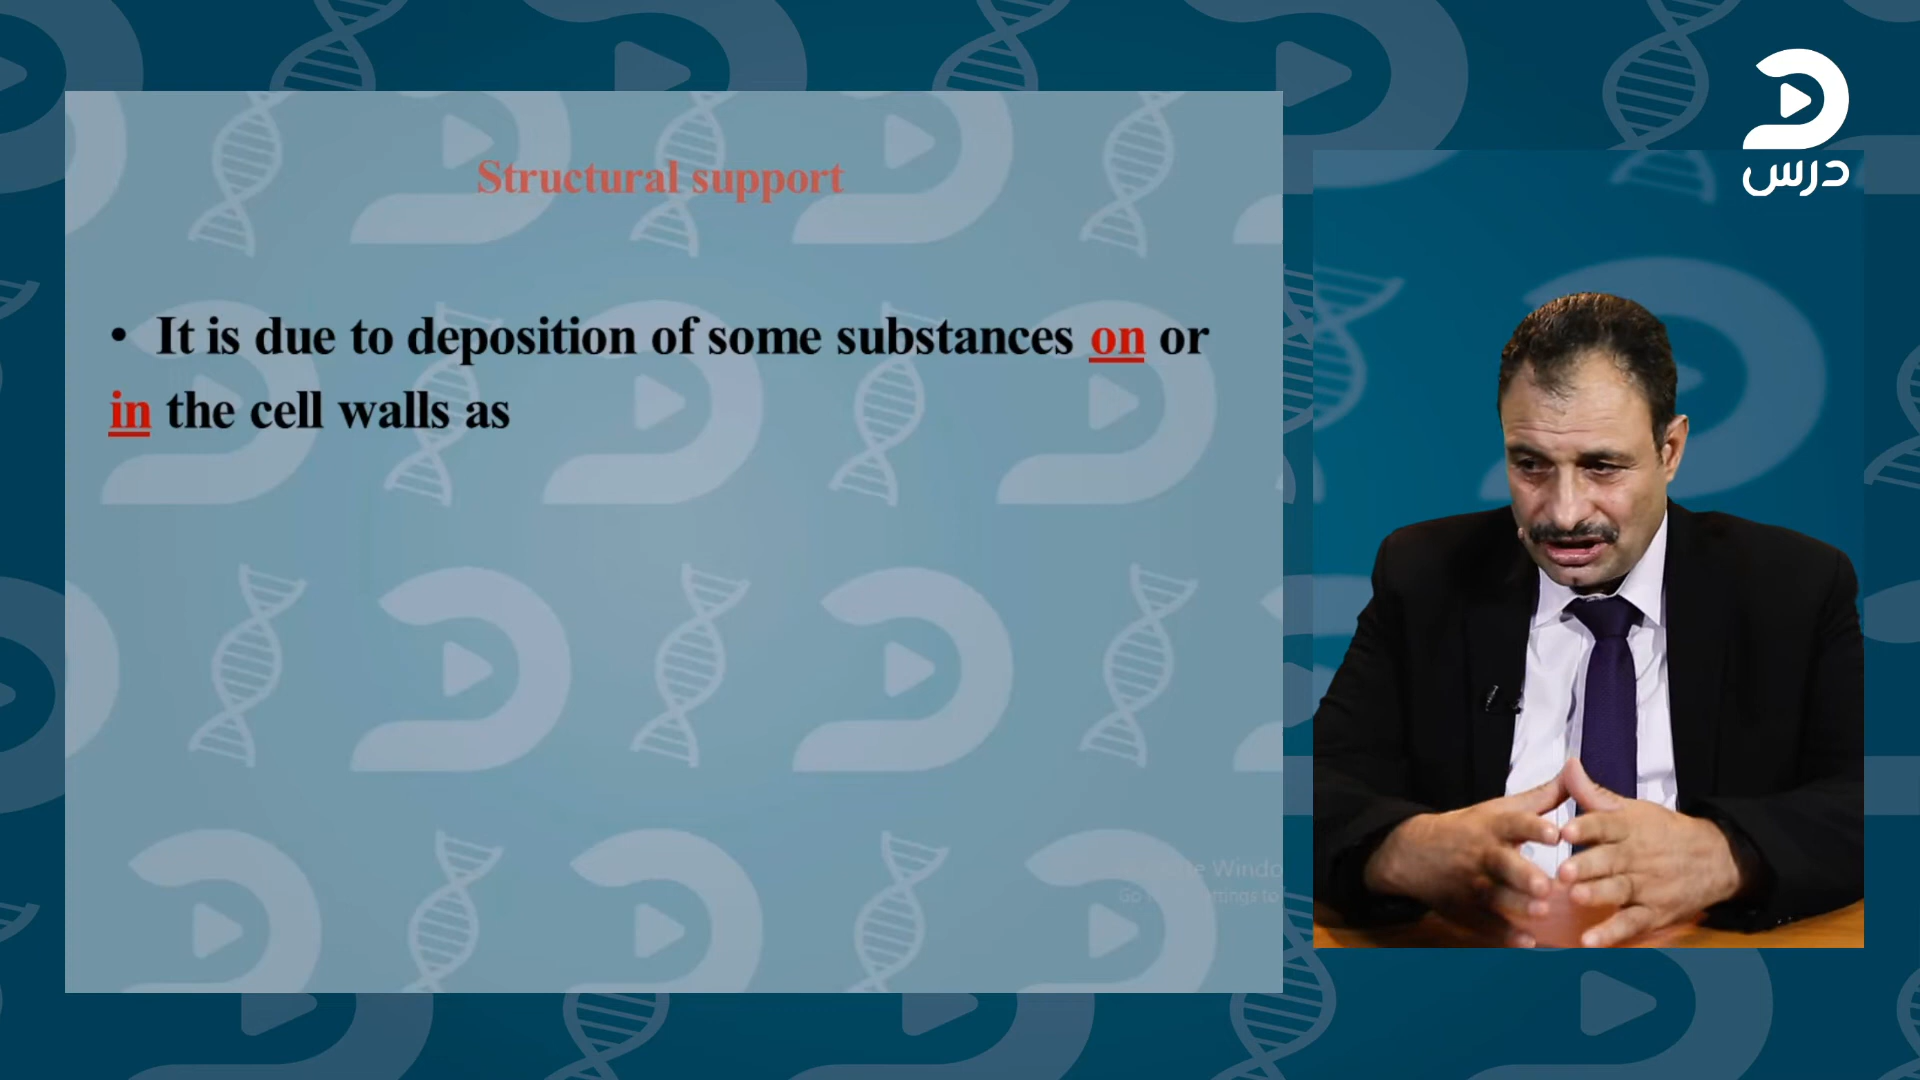 درس
Structural support
• It is due to deposition of some substances on or
in the cell walls as